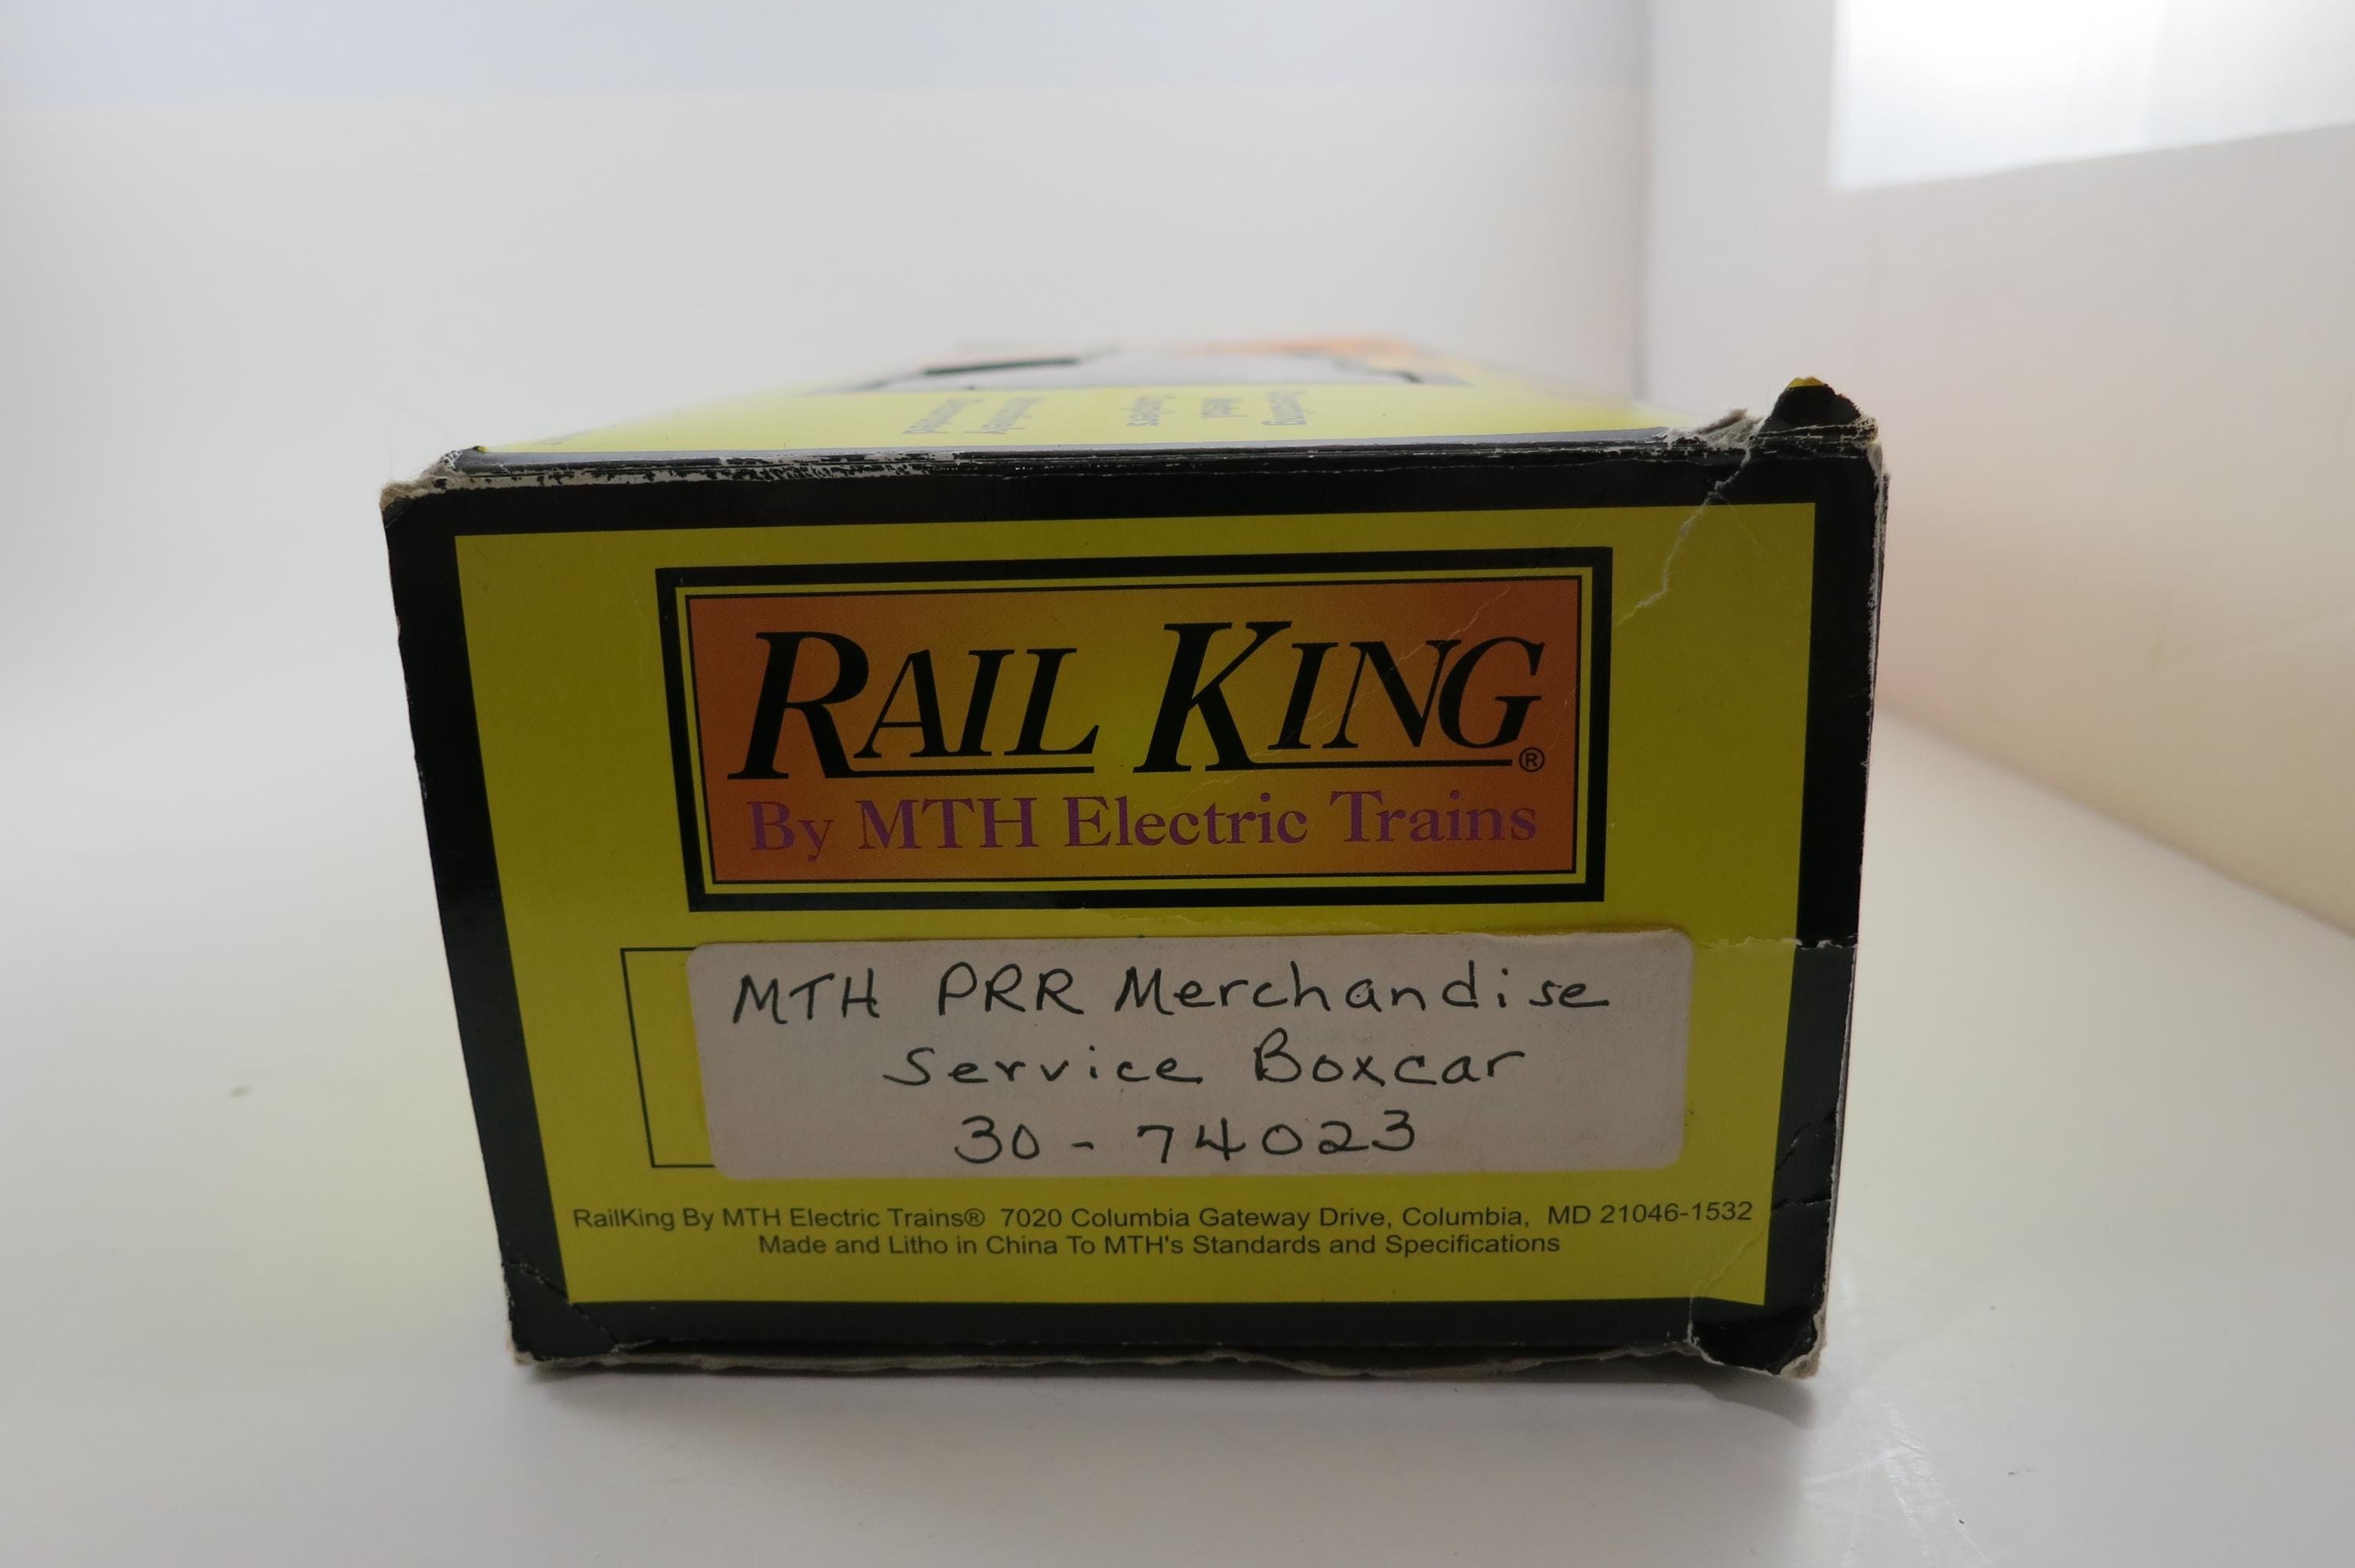 RAIL KING®
By MTH Electric Trains
MTH PRR Merchandise
Service Boxcar
30-74023
RailKing By MTH Electric Trains® 7020 Columbia Gateway Drive, Columbia, MD 21046-1532
Made and Litho in China To MTH's Standards and Specifications